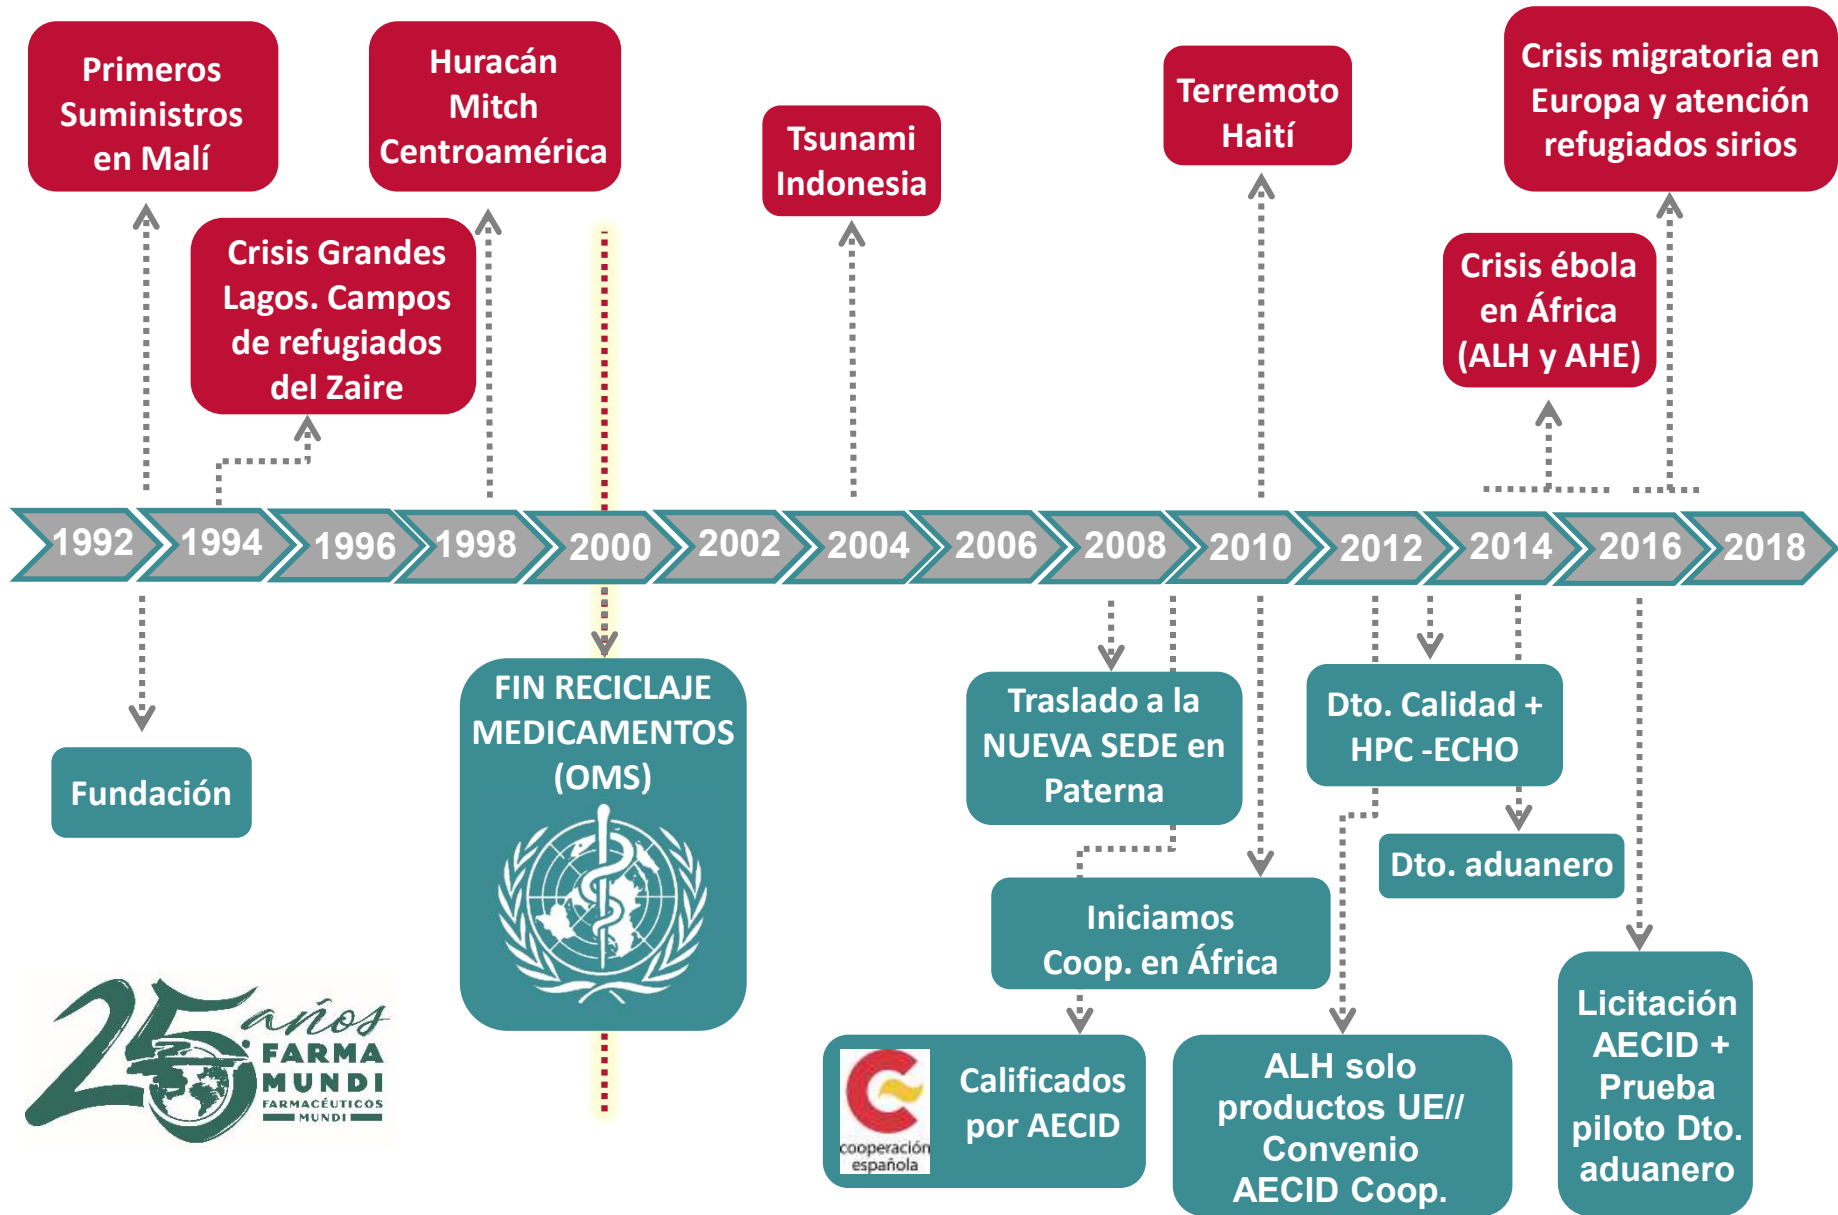 Primeros
Suministros
en Malí
Huracán
Mitch
Centroamérica
Crisis Grandes
Lagos. Campos
de refugiados
del Zaire
Tsunami
Indonesia
Terremoto
Haití
Crisis migratoria en
Europa y atención
refugiados sirios
Crisis ébola
en África
(ALH y AHE)
1992
1994
1996
1998
2000
2002
2004
2006
2008
2010
2012
2014
2016
2018
Fundación
FIN RECICLAJE
MEDICAMENTOS
(OMS)
Traslado a la
NUEVA SEDE en
Paterna
Dto. Calidad +
HPC -ECHO
Dto. aduanero
Iniciamos
Coop. en África
Calificados
por AECID
cooperación
española
ALH solo
productos UE//
Convenio
AECID Coop.
Licitación
AECID +
Prueba
piloto Dto.
aduanero
25 años
FARMA
MUNDI
FARMACÉUTICOS
MUNDI